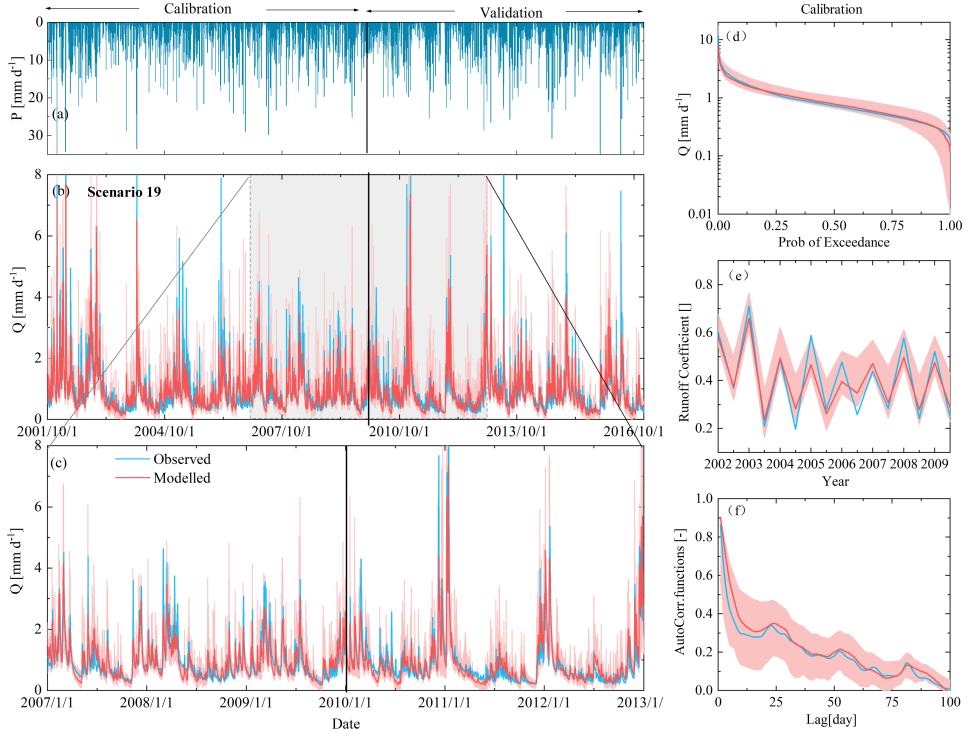 Calibration
Validation
0
10
20
30
P [mm d-1]
(a)
(b) Scenario 19
8
6
4
2
0
Q [mm d-1]
2001/10/1 2004/10/1 2007/10/1 2010/10/1 2013/10/1 2016/10/1
(c)
Observed
Modelled
8
6
4
2
0
Q [mm d-1]
2007/1/1 2008/1/1 2009/1/1 2010/1/1 2011/1/1 2012/1/1 2013/1/
Date
Calibration
(d)
10
1
0.1
0.01
Q [mm d-1]
0.00 0.25 0.50 0.75 1.00
Prob of Exceedance
(e)
0.8
0.6
0.4
0.2
Runoff Coefficient [-]
2002 2003 2004 2005 2006 2007 2008 2009
Year
(f)
0.9
0.8
0.6
0.4
0.2
0.0
AutoCorr.functions [-]
0 25 50 75 100
Lag[day]